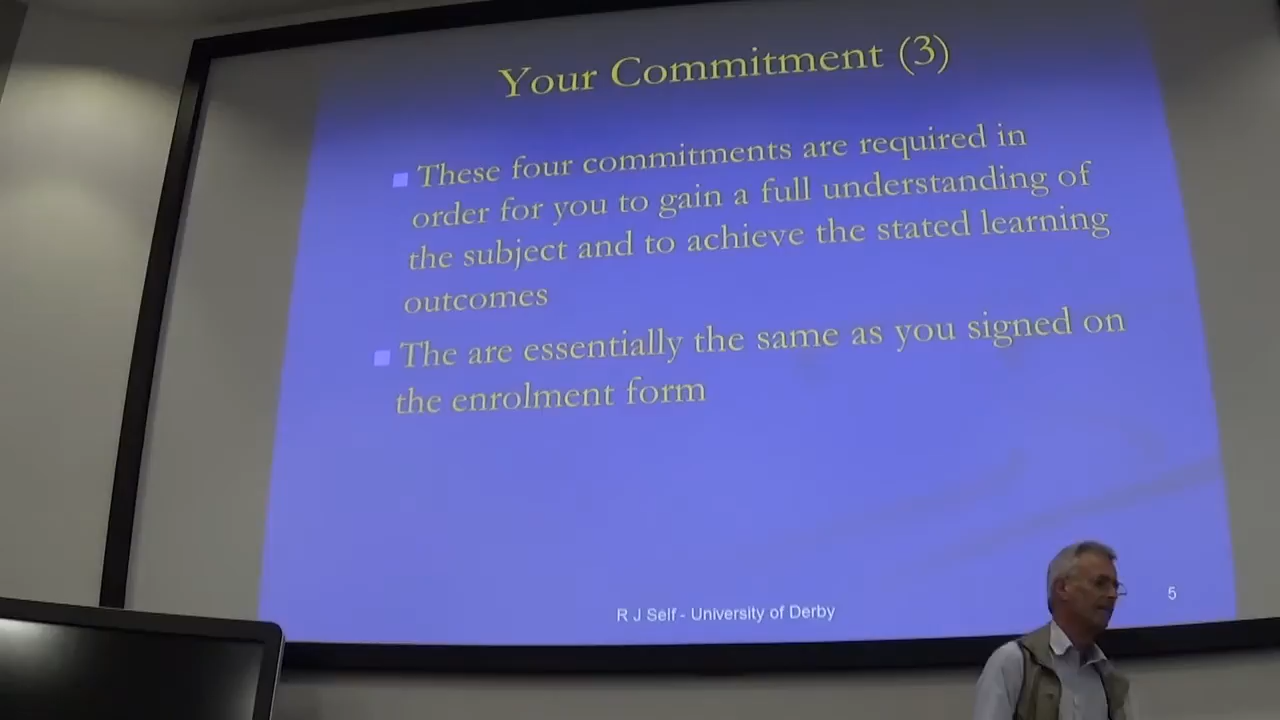 Your Commitment (3)
These four commitments are required in
order for you to gain a full understanding of
the subject and to achieve the stated learning
outcomes
The are essentially the same as you signed on
the enrolment form
R J Self - University of Derby
5